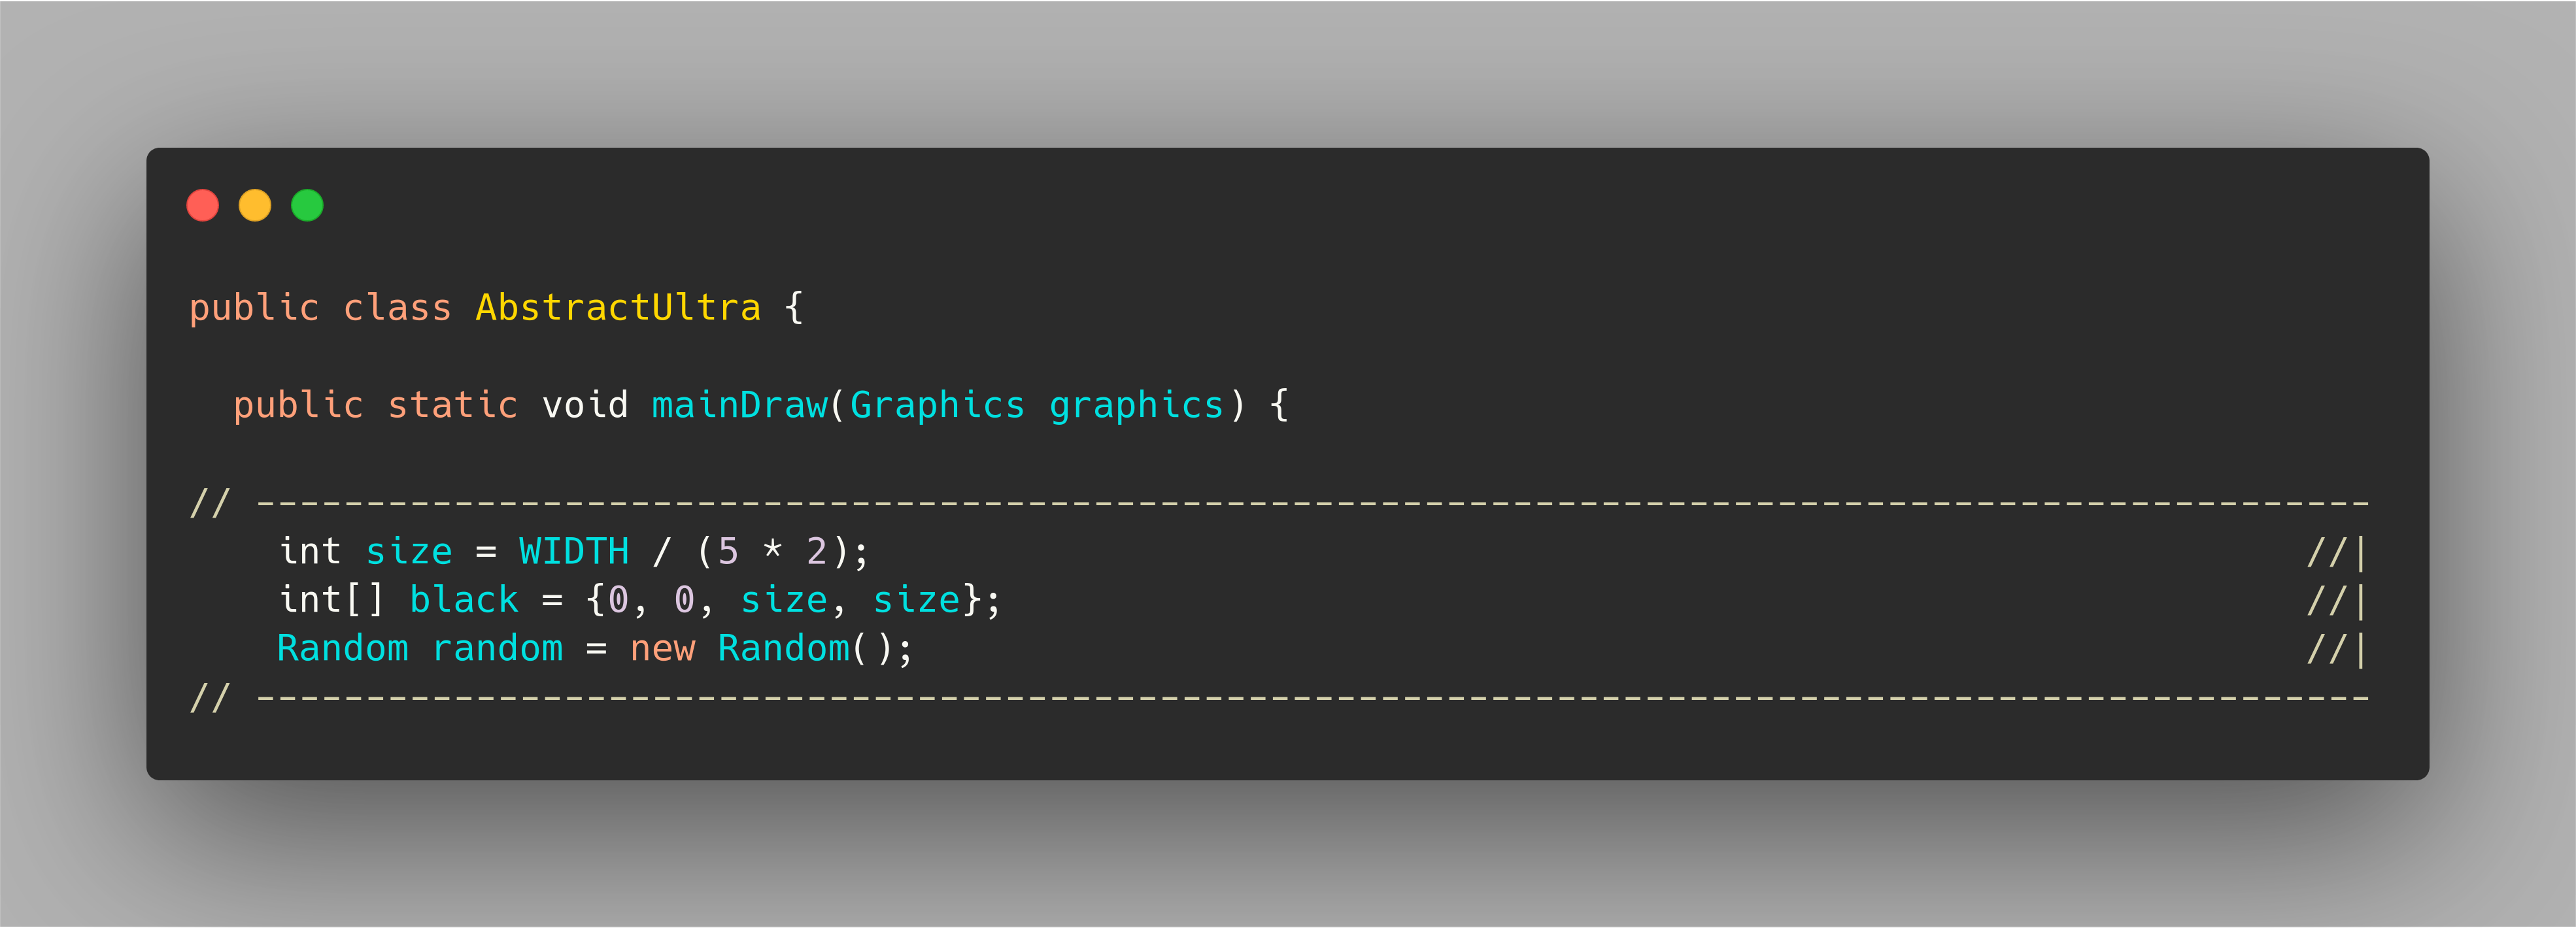 public class AbstractUltra {
  public static void mainDraw(Graphics graphics) {
// ------------------------------------------------------------------------------------------------
    int size = WIDTH / (5 * 2);                                                                 //|
    int[] black = {0, 0, size, size};                                                           //|
    Random random = new Random();                                                               //|
// ------------------------------------------------------------------------------------------------